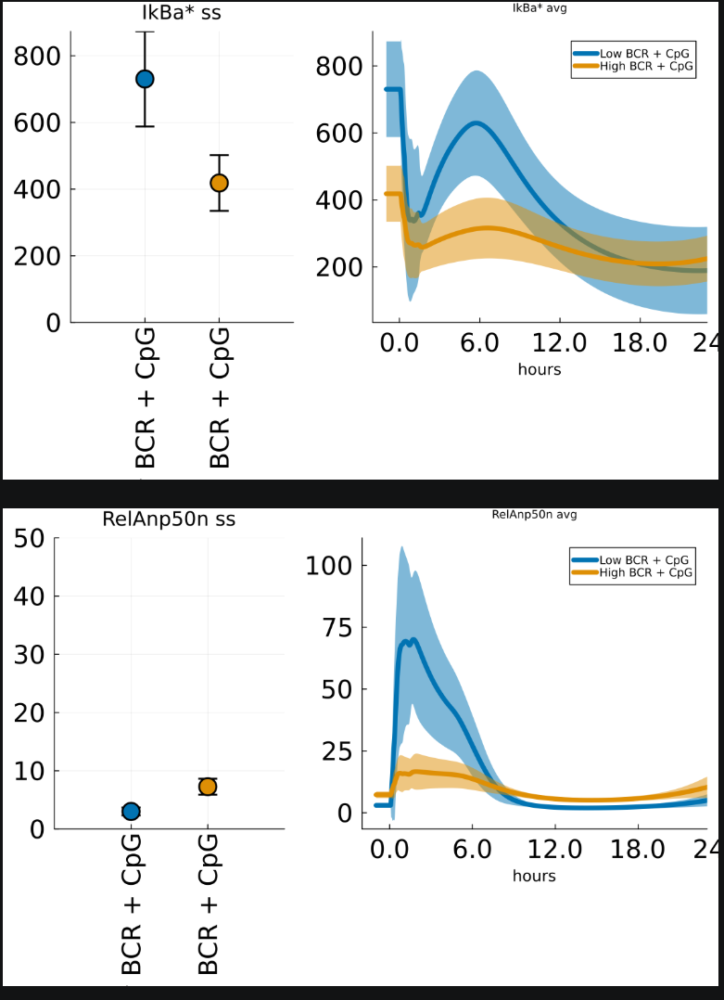 IkBa* ss
800
600
400
200
0
BCR + CpG
BCR + CpG
IkBa* avg
800
600
400
200
0.0 6.0 12.0 18.0 24
hours
Low BCR + CpG
High BCR + CpG
RelAnp50n ss
50
40
30
20
10
0
BCR + CpG
BCR + CpG
RelAnp50n avg
100
75
50
25
0
0.0 6.0 12.0 18.0 24
hours
Low BCR + CpG
High BCR + CpG